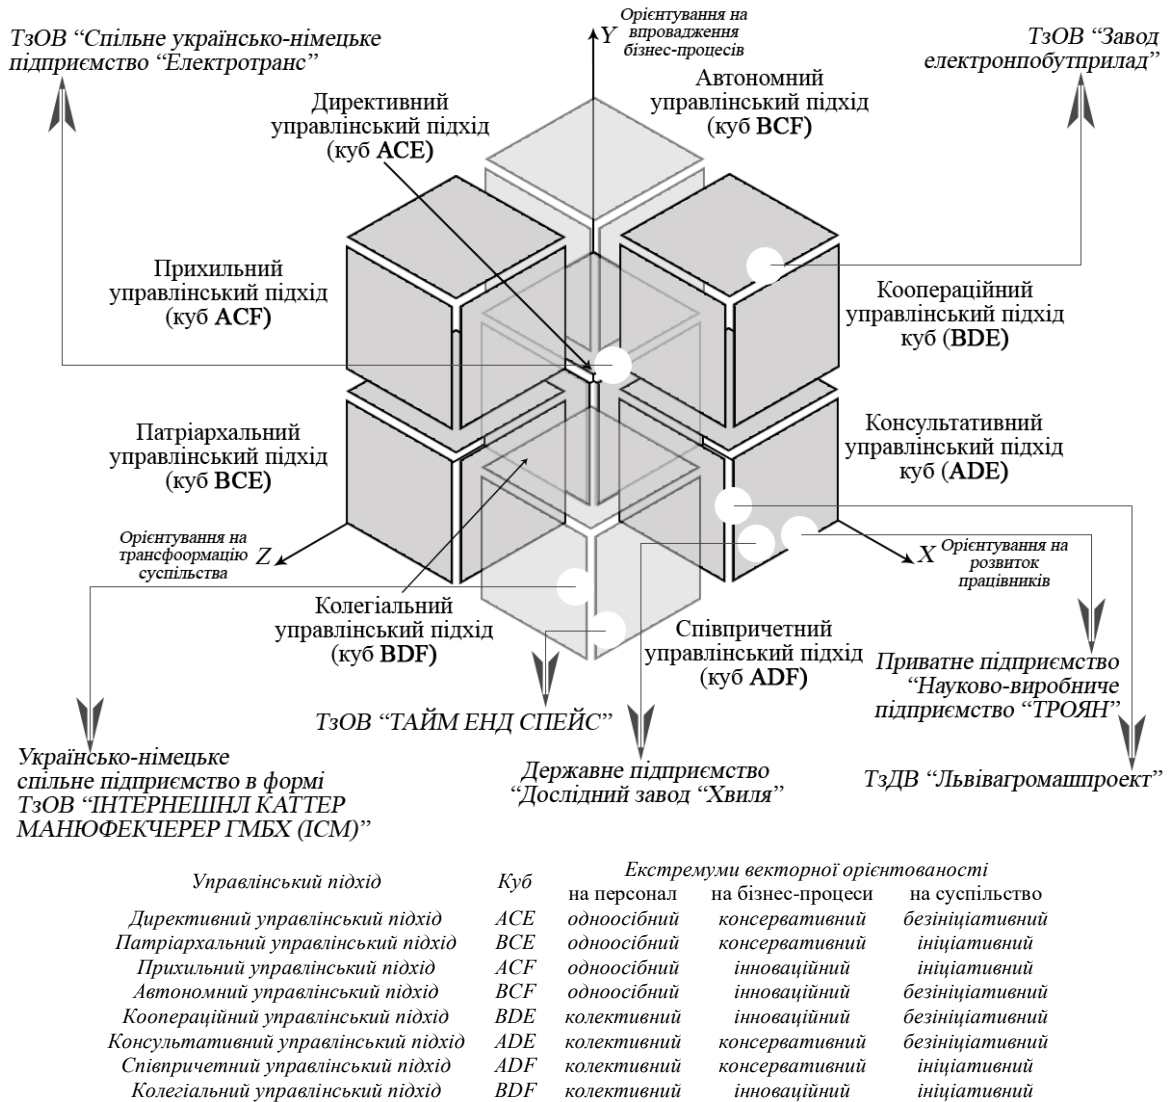 Y Орієнтування на
впровадження
бізнес-процесів
ТзОВ “Спільне українсько-німецьке
підприємство “Електротранс”
ТзОВ “Завод
електронпобутприлад”
Директивний
управлінський підхід
(куб ACE)
Автономний
управлінський підхід
(куб BCF)
Прихильний
управлінський підхід
(куб ACF)
Коопераційний
управлінський підхід
куб (BDE)
Патріархальний
управлінський підхід
(куб BCE)
Консультативний
управлінський підхід
куб (ADE)
Орієнтування на
трансфоормацію
суспільства
Z
X Орієнтування на
розвиток
працівників
Колегіальний
управлінський підхід
(куб BDF)
Співпричетний
управлінський підхід
(куб ADF)
Приватне підприємство
“Науково-виробниче
підприємство “ТРОЯН”
ТзОВ “ТАЙМ ЕНД СПЕЙС”
Українсько-німецьке
спільне підприємство в формі
ТзОВ “ІНТЕРНЕШНЛ КАТТЕР
МАНЮФЕКЧЕРЕР ГМБХ (ІСМ)”
Державне підприємство
“Дослідний завод “Хвиля”
ТзДВ “Львівагромашпроект”
Управлінський підхід Куб Екстремуми векторної орієнтованості
на персонал на бізнес-процеси на суспільство
Директивний управлінський підхід ACE одноосібний консервативний безініціативний
Патріархальний управлінський підхід BCE одноосібний консервативний ініціативний
Прихильний управлінський підхід ACF одноосібний інноваційний ініціативний
Автономний управлінський підхід BCF одноосібний інноваційний безініціативний
Коопераційний управлінський підхід BDE колективний інноваційний безініціативний
Консультативний управлінський підхід ADE колективний консервативний безініціативний
Співпричетний управлінський підхід ADF колективний консервативний ініціативний
Колегіальний управлінський підхід BDF колективний інноваційний ініціативний